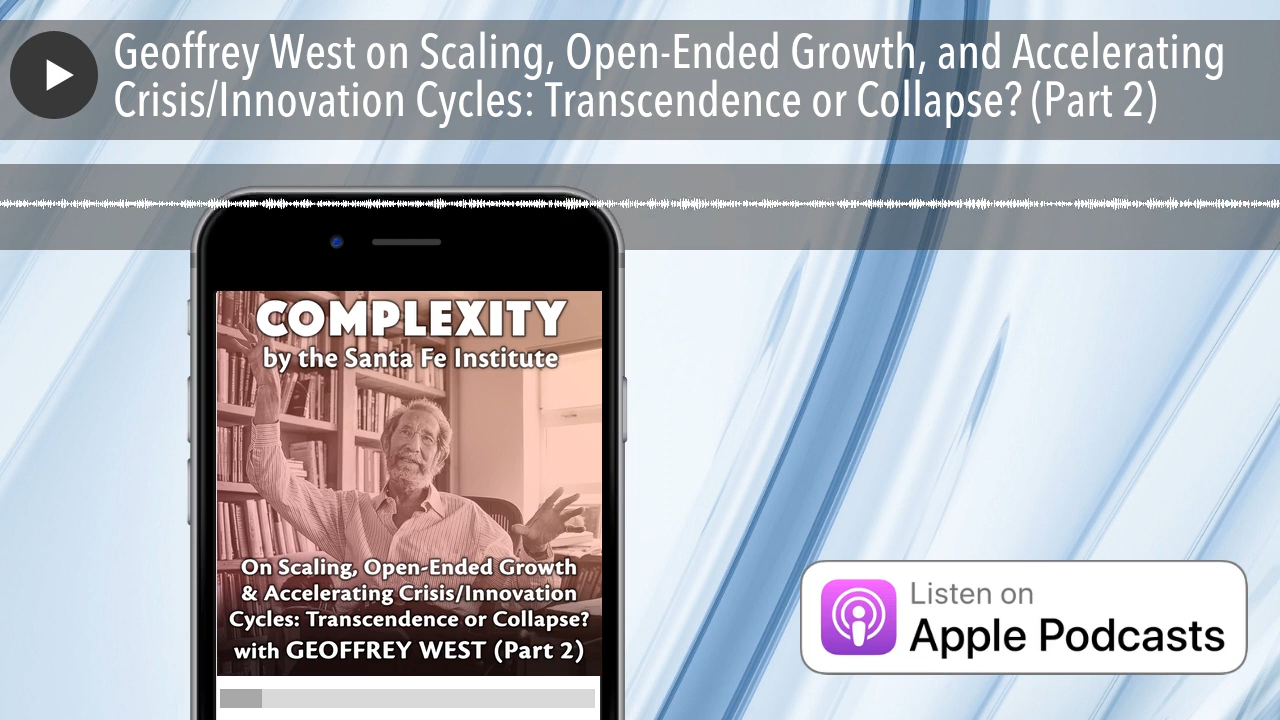 Geoffrey West on Scaling, Open-Ended Growth, and Accelerating
Crisis/Innovation Cycles: Transcendence or Collapse? (Part 2)
COMPLEXITY
by the Santa Fe Institute
On Scaling, Open-Ended Growth
& Accelerating Crisis/Innovation
Cycles: Transcendence or Collapse?
with GEOFFREY WEST (Part 2)
Listen on
Apple Podcasts